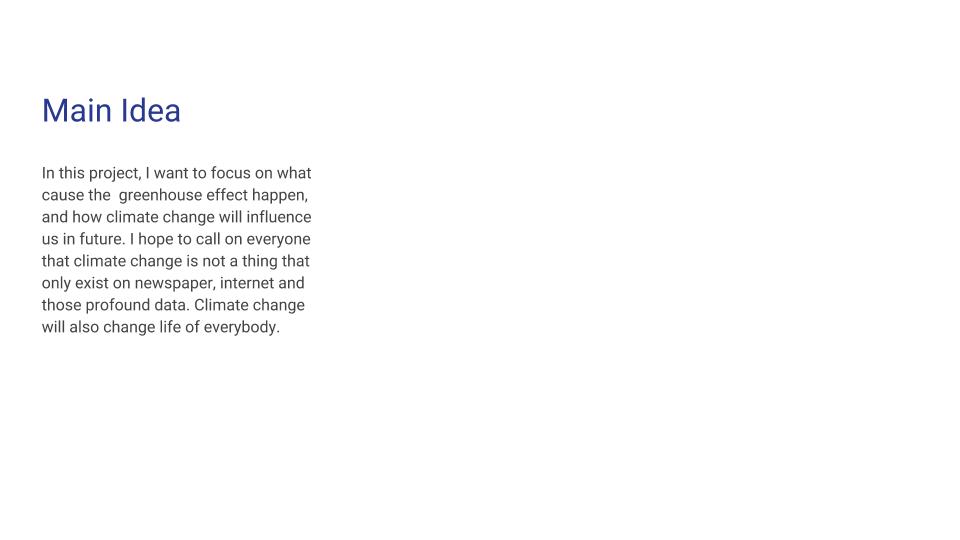 Main Idea
In this project, I want to focus on what
cause the  greenhouse effect happen,
and how climate change will influence
us in future. I hope to call on everyone
that climate change is not a thing that
only exist on newspaper, internet and
those profound data. Climate change
will also change life of everybody.